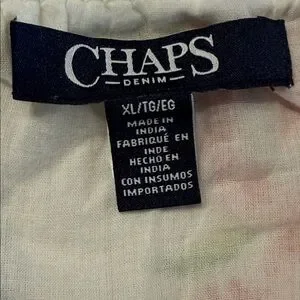 CHAPS
DENIM
XL/TG/EG
MADE IN
INDIA
FABRIQUÉ EN
INDE
HECHO EN
INDIA
CON INSUMOS
IMPORTADOS